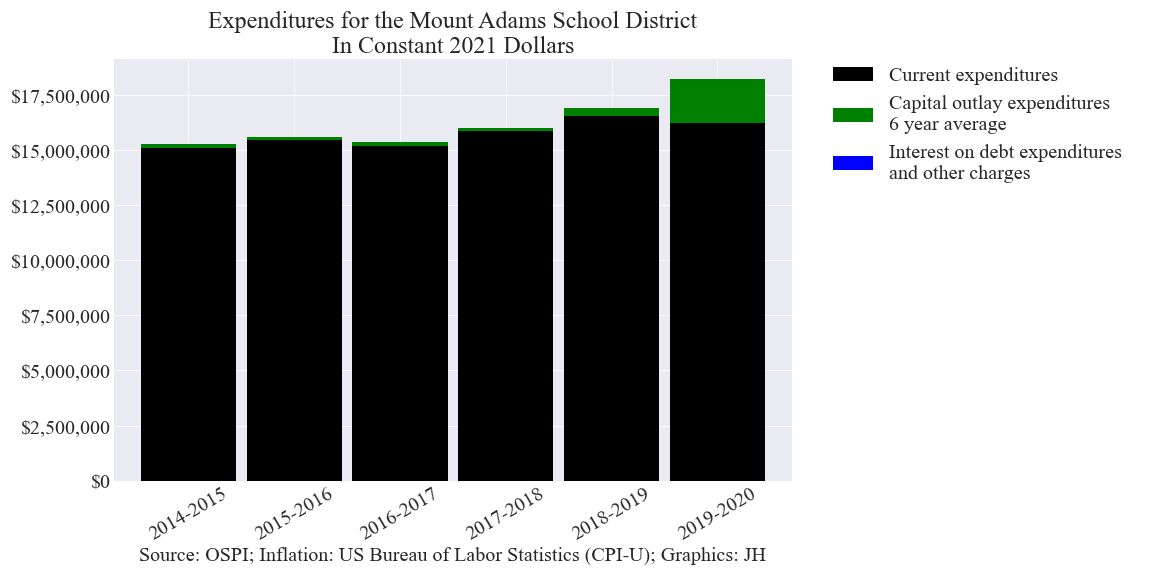 Expenditures for the Mount Adams School District
In Constant 2021 Dollars
$17,500,000
$15,000,000
$12,500,000
$10,000,000
$7,500,000
$5,000,000
$2,500,000
$0
2014-2015
2015-2016
2016-2017
2017-2018
2018-2019
2019-2020
Source: OSPI; Inflation: US Bureau of Labor Statistics (CPI-U); Graphics: JH
Current expenditures
Capital outlay expenditures
6 year average
Interest on debt expenditures
and other charges